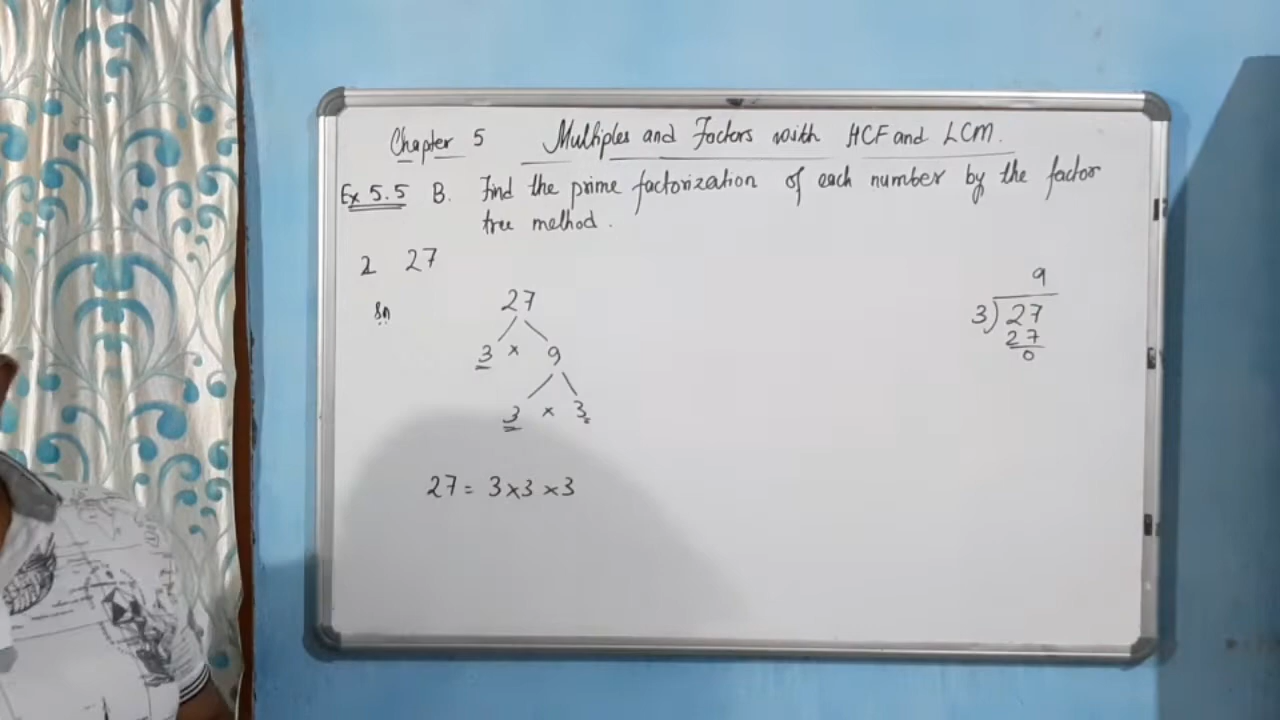 Chapter 5 Multiples and Factors with HCF and LCM.
Ex 5.5 B. Find the prime factorization of each number by the factor
tree method.
2 27
Sn
27
3 × 9
3 × 3
27 = 3 × 3 × 3
9
3) 27
27
0